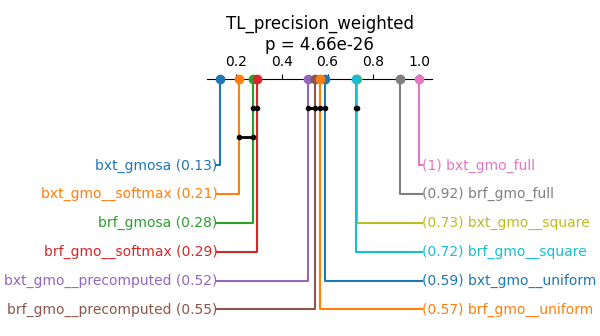 TL_precision_weighted
p = 4.66e-26
0.2 0.4 0.6 0.8 1.0
bxt_gmosa (0.13) (1) bxt_gmo_full
bxt_gmo__softmax (0.21) (0.92) brf_gmo_full
brf_gmosa (0.28) (0.73) bxt_gmo__square
brf_gmo__softmax (0.29) (0.72) brf_gmo__square
bxt_gmo__precomputed (0.52) (0.59) bxt_gmo__uniform
brf_gmo__precomputed (0.55) (0.57) brf_gmo__uniform